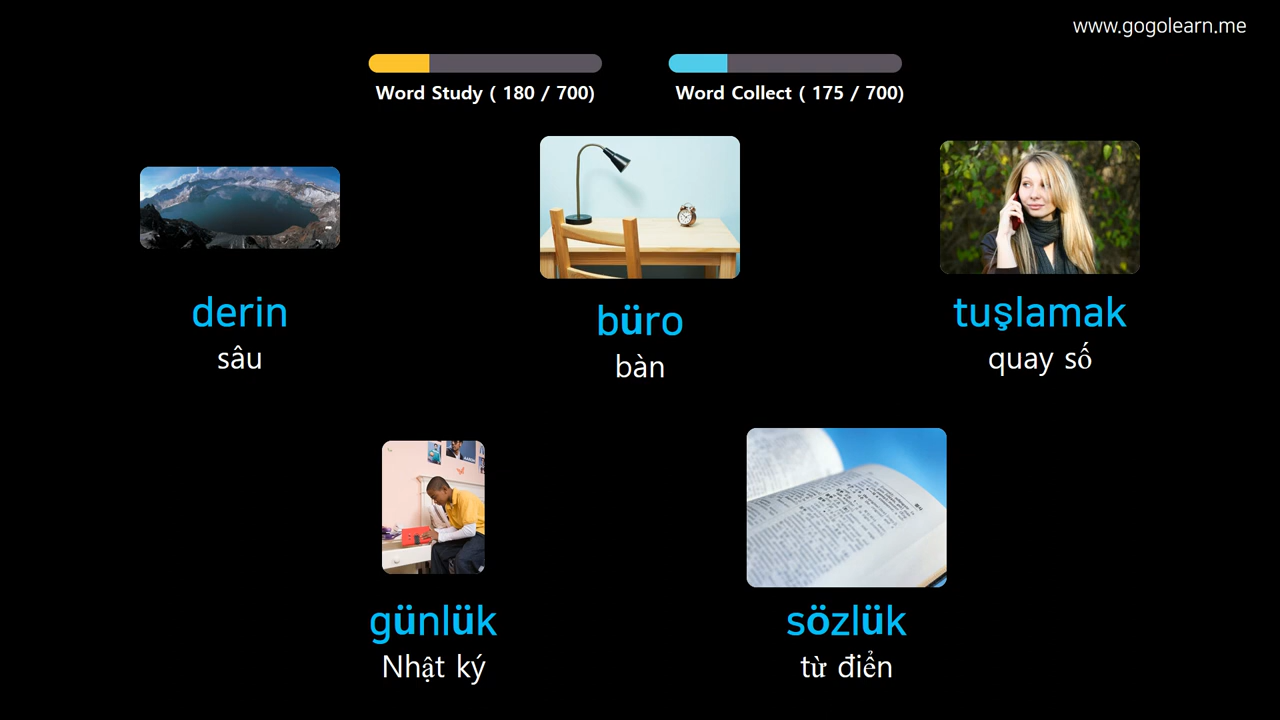 www.gogolearn.me
Word Study ( 180 / 700)
Word Collect ( 175 / 700)
derin
sâu
büro
bàn
tuşlamak
quay số
günlük
Nhật ký
sözlük
từ điển